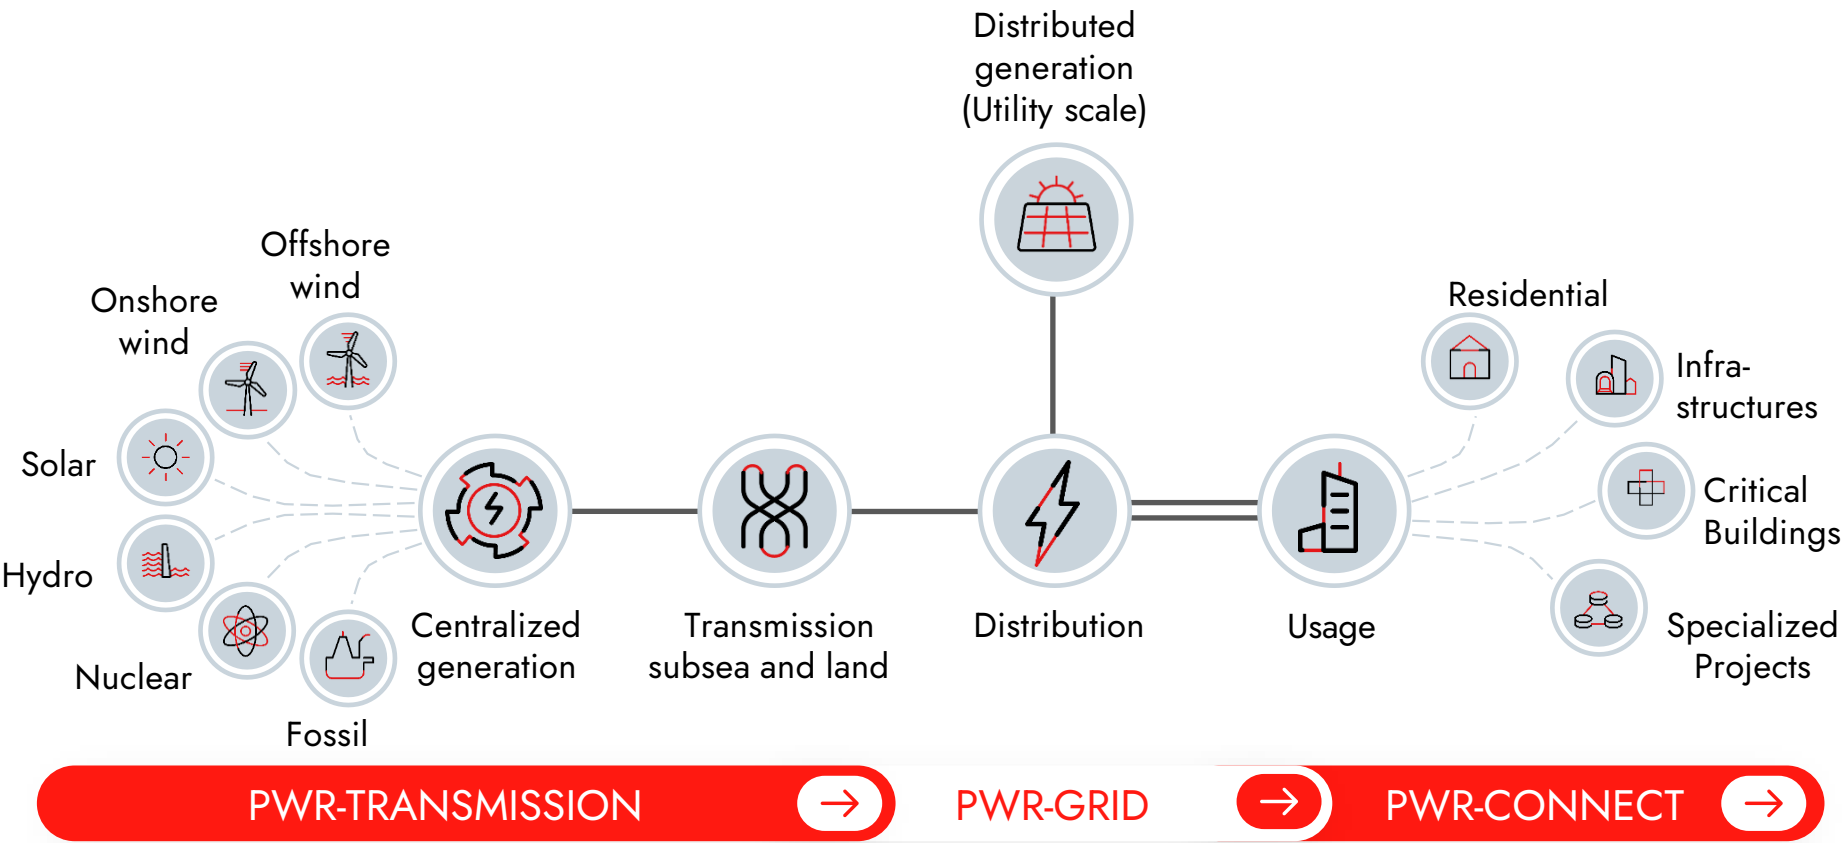 Distributed
generation
(Utility scale)
Offshore
wind
Onshore
wind
Solar
Hydro
Nuclear
Fossil
Centralized
generation
Transmission
subsea and land
Distribution
Usage
Residential
Infra-
structures
Critical
Buildings
Specialized
Projects
PWR-TRANSMISSION
PWR-GRID
PWR-CONNECT